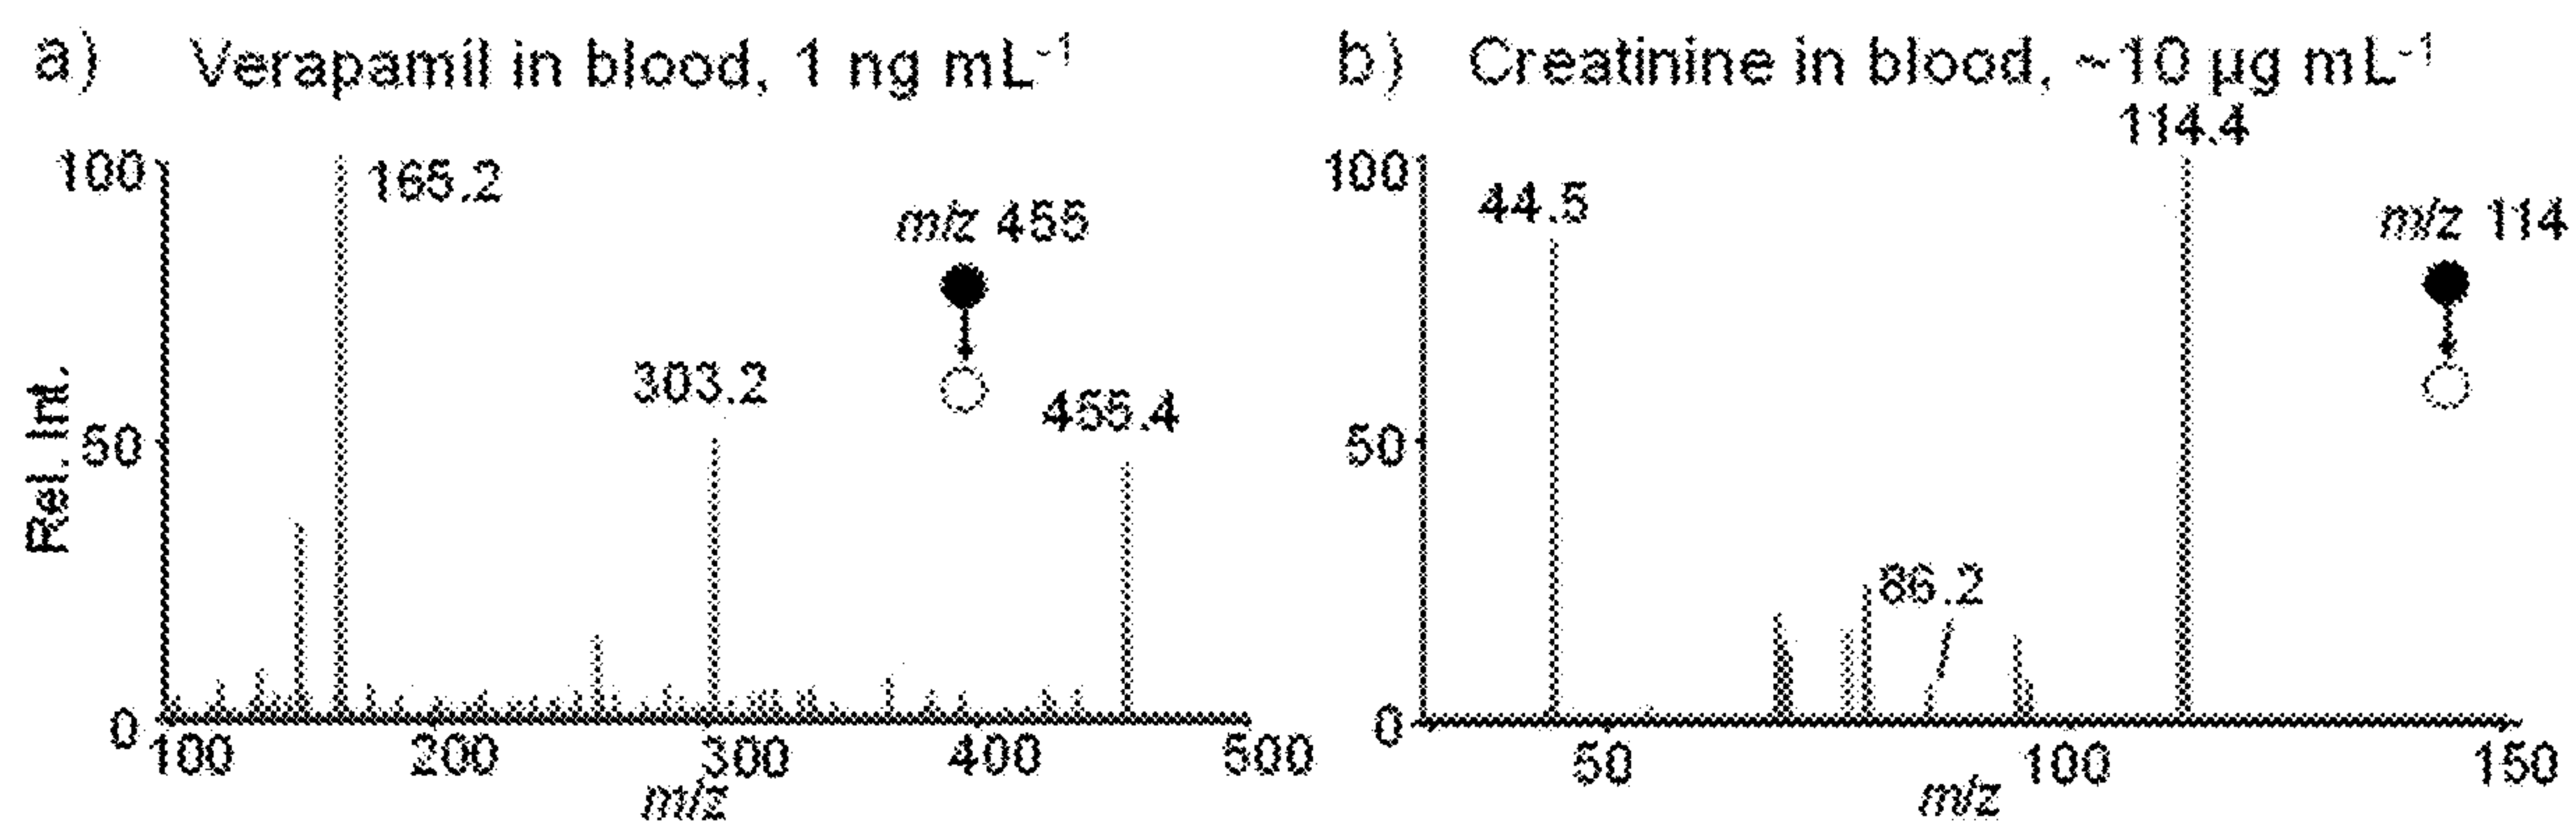 a) Verapamil in blood, 1 ng mL-1
100
165.2
m/z 455
303.2
455.4
50
Rel. Int.
0
100 200 300 400 500
m/z
b) Creatinine in blood, ~10 µg mL-1
114.4
100
44.5
m/z 114
50
86.2
0
50 100 150
m/z